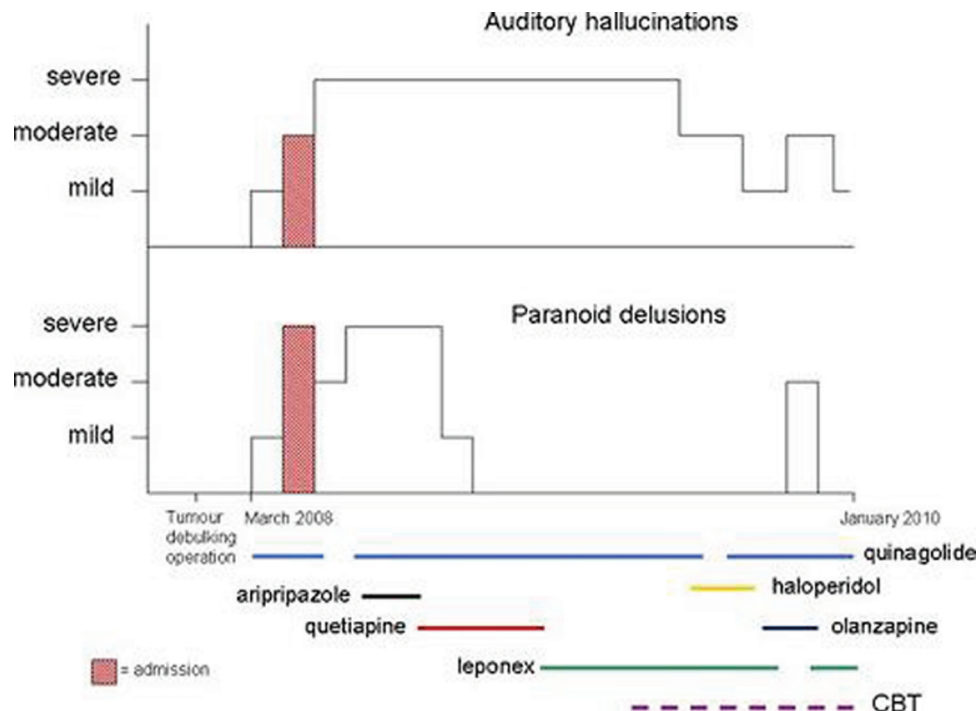 Auditory hallucinations
severe
moderate
mild
Paranoid delusions
severe
moderate
mild
Tumour
debulking
operation
March 2008
January 2010
quinagolide
haloperidol
aripripazole
quetiapine
olanzapine
leponex
= admission
CBT